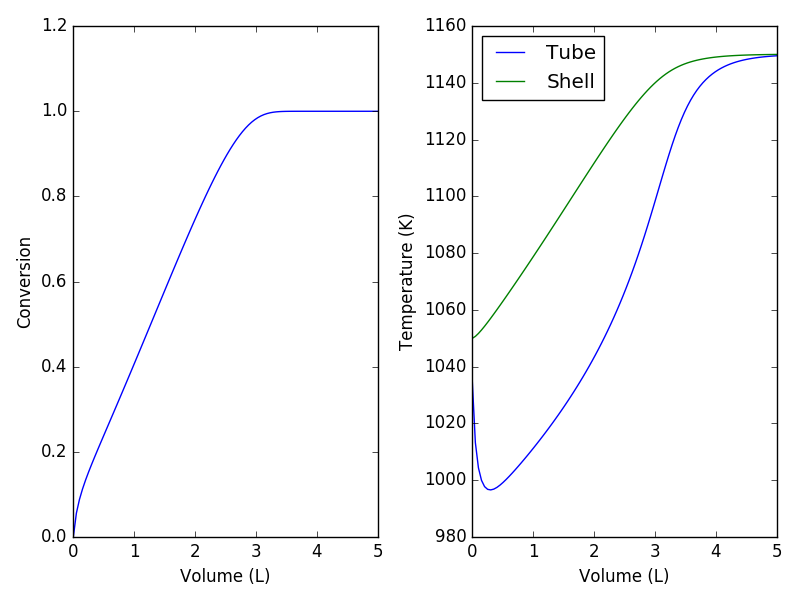 1.2
1.0
0.8
0.6
0.4
0.2
0.0
Conversion
0 1 2 3 4 5
Volume (L)
1160
1140
1120
1100
1080
1060
1040
1020
1000
980
Temperature (K)
Tube
Shell
0 1 2 3 4 5
Volume (L)